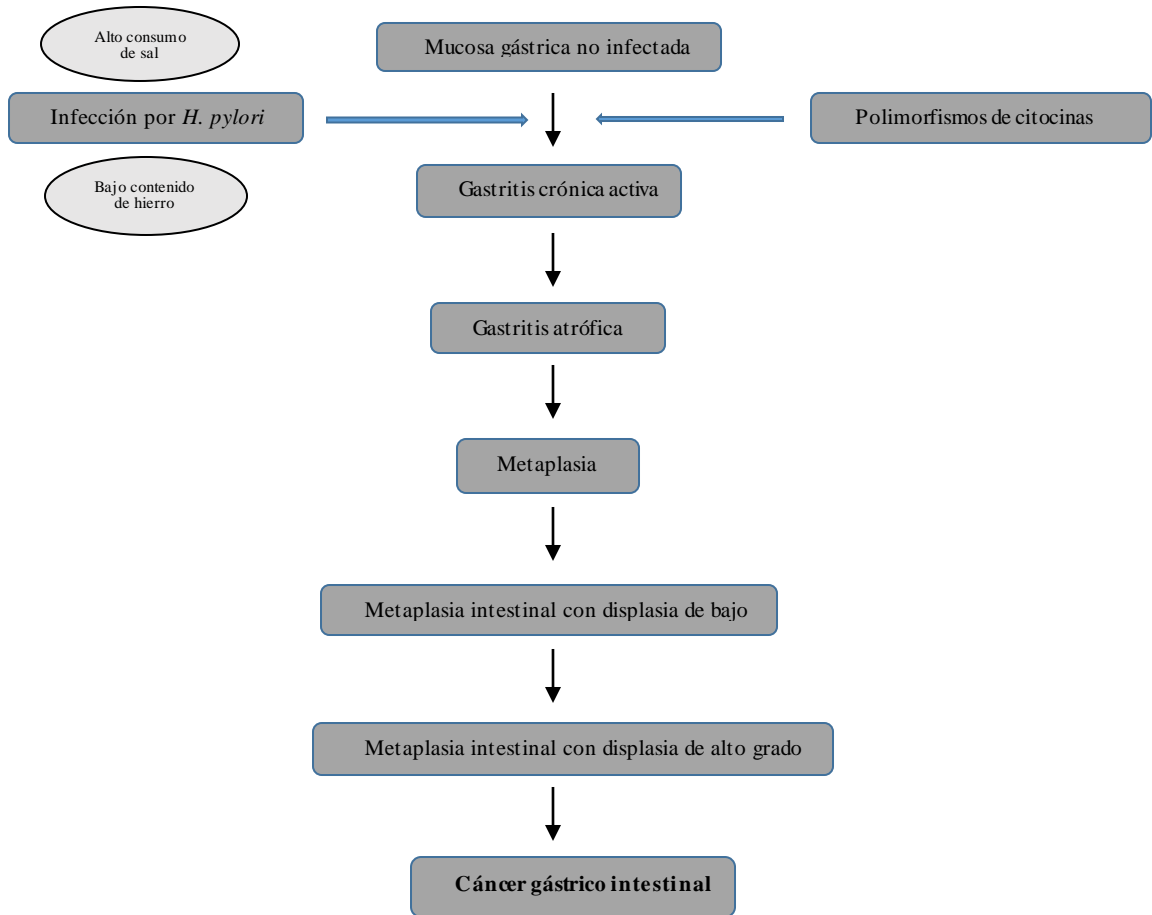 Alto consumo
de sal
Mucosa gástrica no infectada
Infección por H. pylori
Polimorfismos de citocinas
Bajo contenido
de hierro
Gastritis crónica activa
Gastritis atrófica
Metaplasia
Metaplasia intestinal con displasia de bajo
Metaplasia intestinal con displasia de alto grado
Cáncer gástrico intestinal